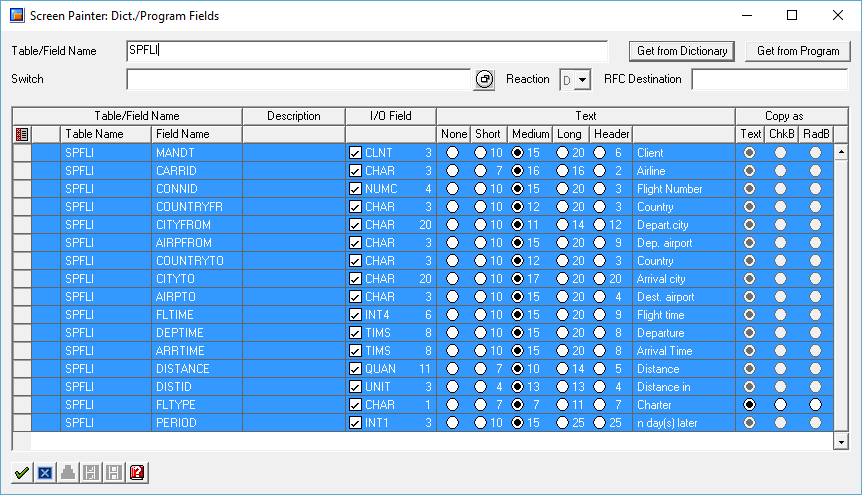 Screen Painter: Dict./Program Fields
Table/Field Name SPFLI Get from Dictionary Get from Program
Switch Reaction D RFC Destination
Table/Field Name Description I/O Field Text Copy as
Table Name Field Name None Short Medium Long Header Text ChkB RadB
SPFLI MANDT CLNT 3 10 15 20 6 Client
SPFLI CARRID CHAR 3 7 16 16 2 Airline
SPFLI CONNID NUMC 4 10 15 20 3 Flight Number
SPFLI COUNTRYFR CHAR 3 10 12 20 3 Country
SPFLI CITYFROM CHAR 20 10 11 14 12 Depart.city
SPFLI AIRPFROM CHAR 3 10 15 20 9 Dep. airport
SPFLI COUNTRYTO CHAR 3 10 12 20 3 Country
SPFLI CITYTO CHAR 20 10 17 20 20 Arrival city
SPFLI AIRPTO CHAR 3 10 15 20 4 Dest. airport
SPFLI FLTIME INT4 6 10 15 20 9 Flight time
SPFLI DEPTIME TIMS 8 10 15 20 8 Departure
SPFLI ARRTIME TIMS 8 10 15 20 8 Arrival Time
SPFLI DISTANCE QUAN 11 7 10 14 5 Distance
SPFLI DISTID UNIT 3 4 13 13 4 Distance in
SPFLI FLTYPE CHAR 1 7 7 11 7 Charter
SPFLI PERIOD INT1 3 10 15 25 25 n day(s) later